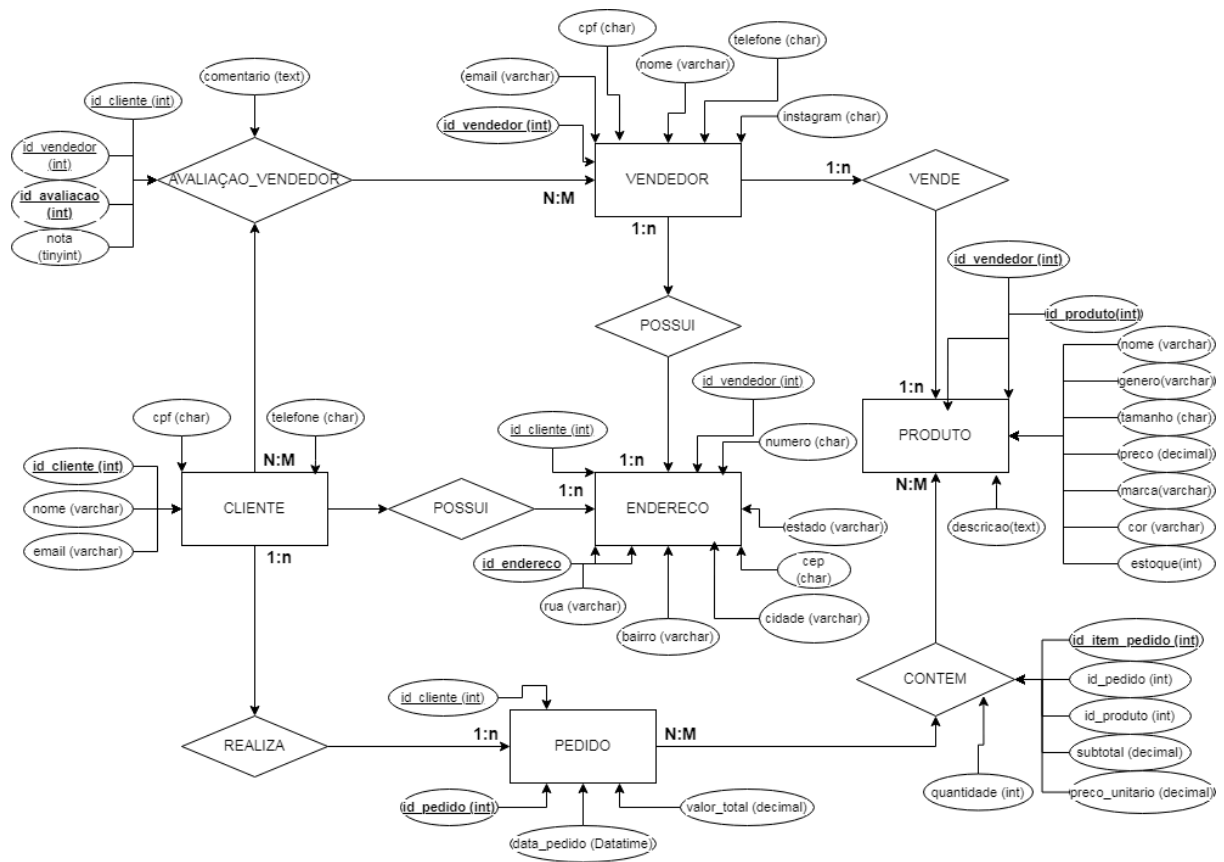 cpf (char)
telefone (char)
nome (varchar)
email (varchar)
comentario (text)
id_cliente (int)
instagram (char)
id_vendedor (int)
id_vendedor
(int)
AVALIAÇAO_VENDEDOR
VENDEDOR
1:n
VENDE
N:M
id_avaliacao
(int)
nota
(tinyint)
1:n
id_vendedor (int)
id_produto(int)
POSSUI
nome (varchar)
genero(varchar)
id_vendedor (int)
1:n
tamanho (char)
cpf (char)
telefone (char)
id_cliente (int)
numero (char)
PRODUTO
preco (decimal)
N:M
1:n
id_cliente (int)
1:n
N:M
marca(varchar)
nome (varchar)
CLIENTE
POSSUI
ENDERECO
estado (varchar)
descricao(text)
cor (varchar)
email (varchar)
1:n
id_endereco
cep
(char)
estoque(int)
rua (varchar)
cidade (varchar)
bairro (varchar)
id_item_pedido (int)
CONTEM
id_pedido (int)
id_cliente (int)
id_produto (int)
1:n
N:M
REALIZA
PEDIDO
subtotal (decimal)
quantidade (int)
preco_unitario (decimal)
id_pedido (int)
valor_total (decimal)
data_pedido (Datatime)